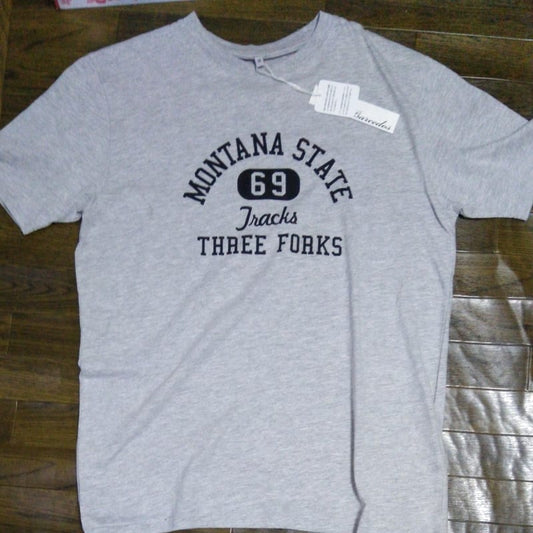 MONTANA STATE
69
Tracks
THREE FORKS